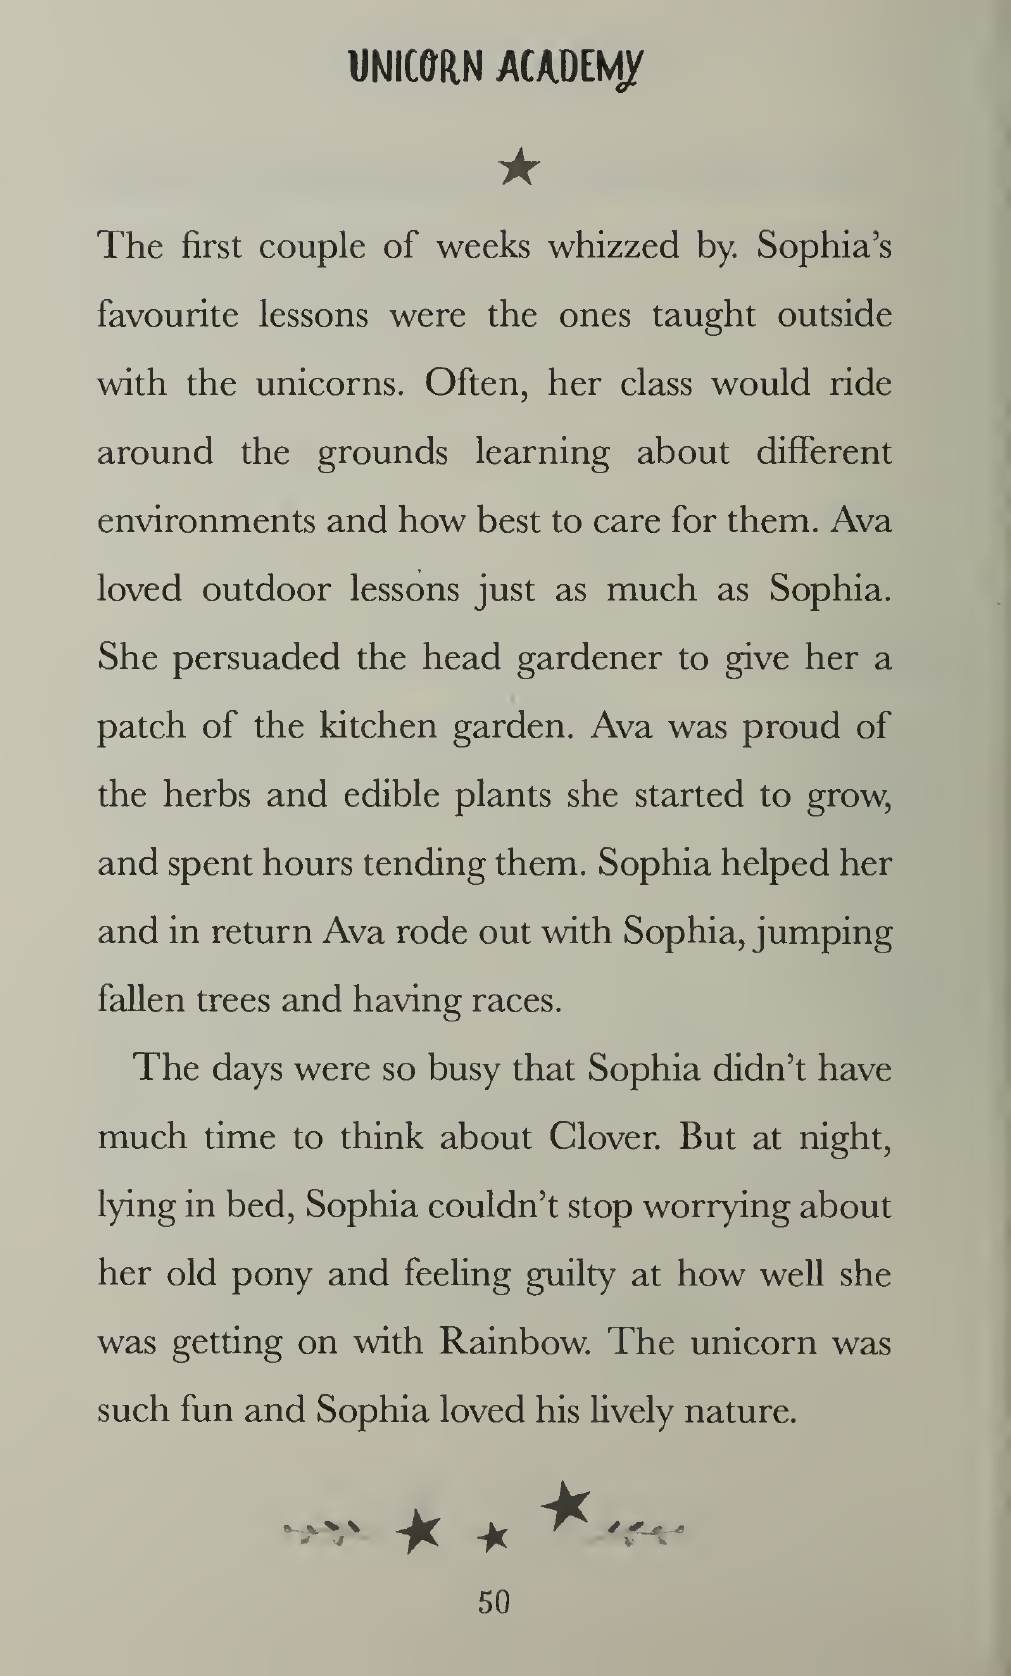 UNICORN ACADEMY
The first couple of weeks whizzed by. Sophia’s
favourite lessons were the ones taught outside
with the unicorns. Often, her class would ride
around the grounds learning about different
environments and how best to care for them. Ava
loved outdoor lessons just as much as Sophia.
She persuaded the head gardener to give her a
patch of the kitchen garden. Ava was proud of
the herbs and edible plants she started to grow,
and spent hours tending them. Sophia helped her
and in return Ava rode out with Sophia, jumping
fallen trees and having races.
The days were so busy that Sophia didn’t have
much time to think about Clover. But at night,
lying in bed, Sophia couldn’t stop worrying about
her old pony and feeling guilty at how well she
was getting on with Rainbow. The unicorn was
such fun and Sophia loved his lively nature.
50